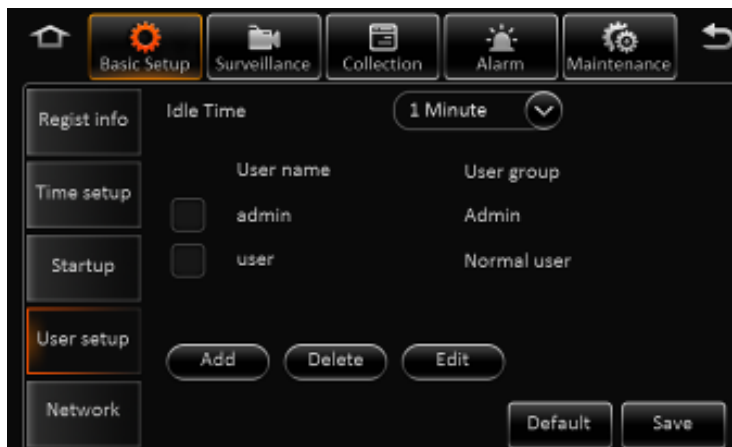 Basic Setup Surveillance Collection Alarm Maintenance
Regist info
Idle Time 1 Minute
User name User group
Time setup
admin Admin
user Normal user
Startup
User setup
Add Delete Edit
Network
Default Save